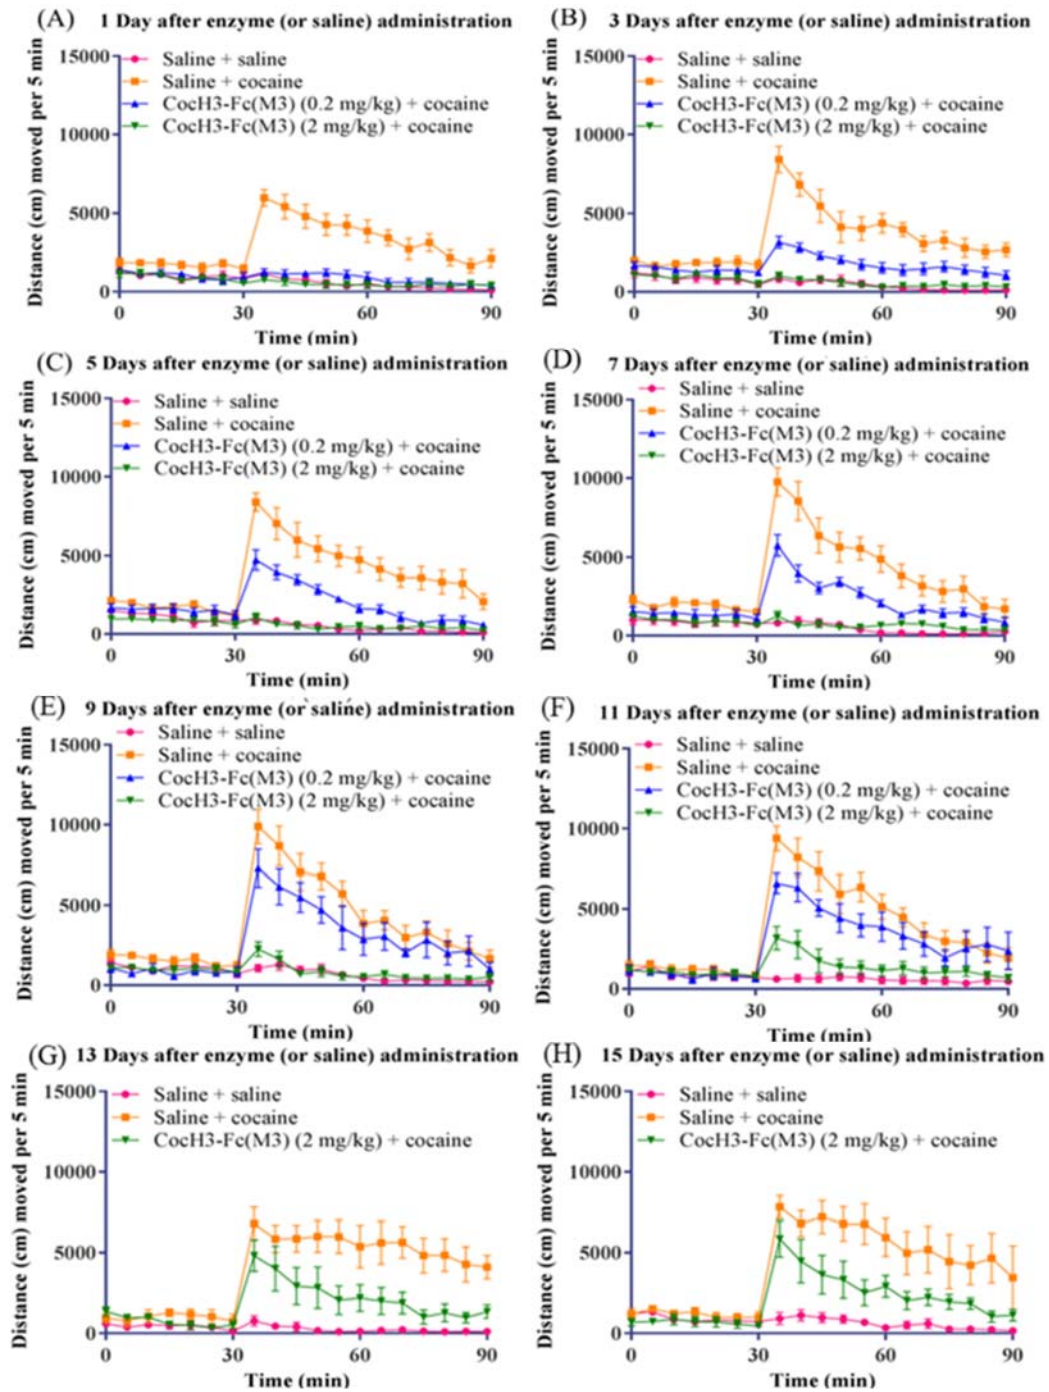 (A) 1 Day after enzyme (or saline) administration
Distance (cm) moved per 5 min
15000
10000
5000
0
Saline + saline
Saline + cocaine
CocH3-Fc(M3) (0.2 mg/kg) + cocaine
CocH3-Fc(M3) (2 mg/kg) + cocaine
0 30 60 90
Time (min)
(B) 3 Days after enzyme (or saline) administration
Distance (cm) moved per 5 min
15000
10000
5000
0
Saline + saline
Saline + cocaine
CocH3-Fc(M3) (0.2 mg/kg) + cocaine
CocH3-Fc(M3) (2 mg/kg) + cocaine
0 30 60 90
Time (min)
(C) 5 Days after enzyme (or saline) administration
Distance (cm) moved per 5 min
15000
10000
5000
0
Saline + saline
Saline + cocaine
CocH3-Fc(M3) (0.2 mg/kg) + cocaine
CocH3-Fc(M3) (2 mg/kg) + cocaine
0 30 60 90
Time (min)
(D) 7 Days after enzyme (or saline) administration
Distance (cm) moved per 5 min
15000
10000
5000
0
Saline + saline
Saline + cocaine
CocH3-Fc(M3) (0.2 mg/kg) + cocaine
CocH3-Fc(M3) (2 mg/kg) + cocaine
0 30 60 90
Time (min)
(E) 9 Days after enzyme (or saline) administration
Distance (cm) moved per 5 min
15000
10000
5000
0
Saline + saline
Saline + cocaine
CocH3-Fc(M3) (0.2 mg/kg) + cocaine
CocH3-Fc(M3) (2 mg/kg) + cocaine
0 30 60 90
Time (min)
(F) 11 Days after enzyme (or saline) administration
Distance (cm) moved per 5 min
15000
10000
5000
0
Saline + saline
Saline + cocaine
CocH3-Fc(M3) (0.2 mg/kg) + cocaine
CocH3-Fc(M3) (2 mg/kg) + cocaine
0 30 60 90
Time (min)
(G) 13 Days after enzyme (or saline) administration
Distance (cm) moved per 5 min
15000
10000
5000
0
Saline + saline
Saline + cocaine
CocH3-Fc(M3) (2 mg/kg) + cocaine
0 30 60 90
Time (min)
(H) 15 Days after enzyme (or saline) administration
Distance (cm) moved per 5 min
15000
10000
5000
0
Saline + saline
Saline + cocaine
CocH3-Fc(M3) (2 mg/kg) + cocaine
0 30 60 90
Time (min)